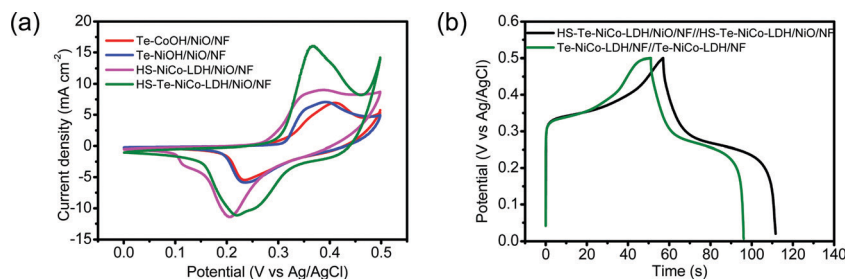 (a)
Current density (mA cm⁻²)
20
15
10
5
0
-5
-10
-15
Te-CoOH/NiO/NF
Te-NiOH/NiO/NF
HS-NiCo-LDH/NiO/NF
HS-Te-NiCo-LDH/NiO/NF
0.0 0.1 0.2 0.3 0.4 0.5
Potential (V vs Ag/AgCl)
(b)
Potential (V vs Ag/AgCl)
0.6
0.5
0.4
0.3
0.2
0.1
0.0
HS-Te-NiCo-LDH/NiO/NF//HS-Te-NiCo-LDH/NiO/NF
Te-NiCo-LDH/NF//Te-NiCo-LDH/NF
0 20 40 60 80 100 120 140
Time (s)